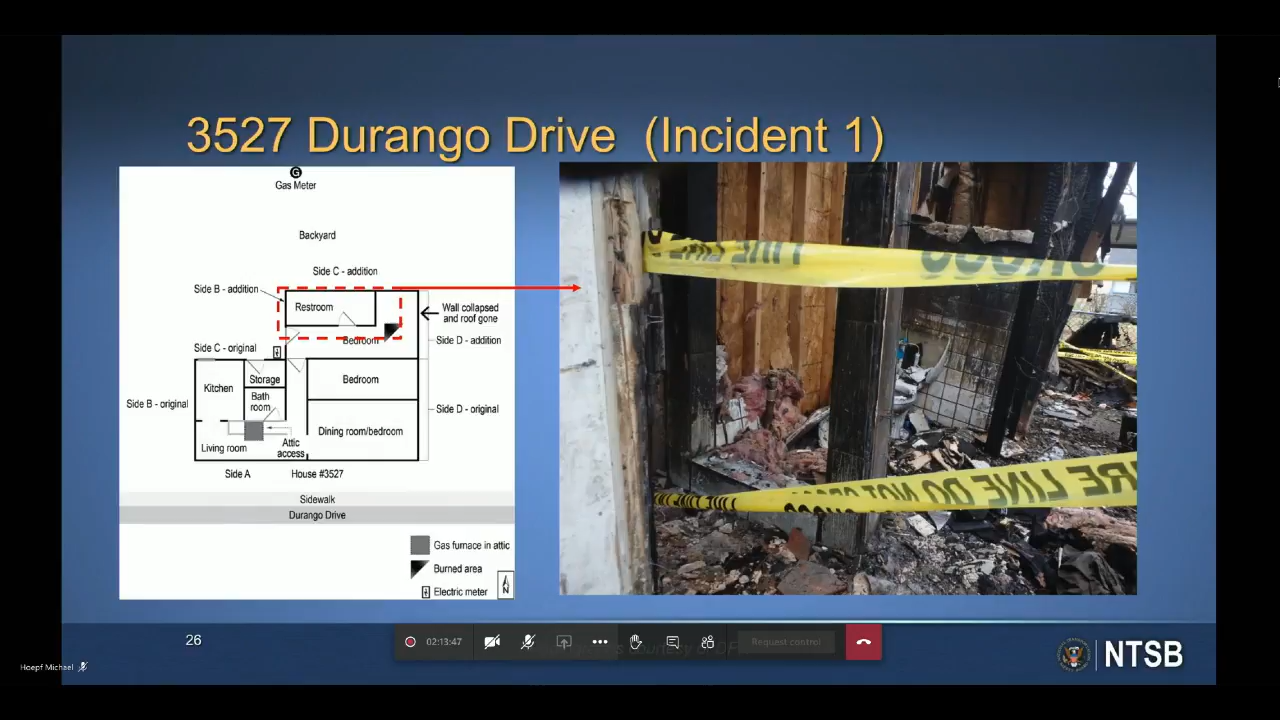 3527 Durango Drive (Incident 1)
G
Gas Meter
Backyard
Side C - addition
Side B - addition
Restroom
Wall collapsed
and roof gone
Bedroom
Side D - addition
Side C - original
Kitchen
Storage
Bedroom
Bath
room
Side B - original
Side D - original
Dining room/bedroom
Living room
Attic
access
Side A
House #3527
Sidewalk
Durango Drive
Gas furnace in attic
Burned area
Electric meter
N
FIRE LINE DO NOT CROSS
26
02:13:47
Request control
NTSB
Hoepf Michael